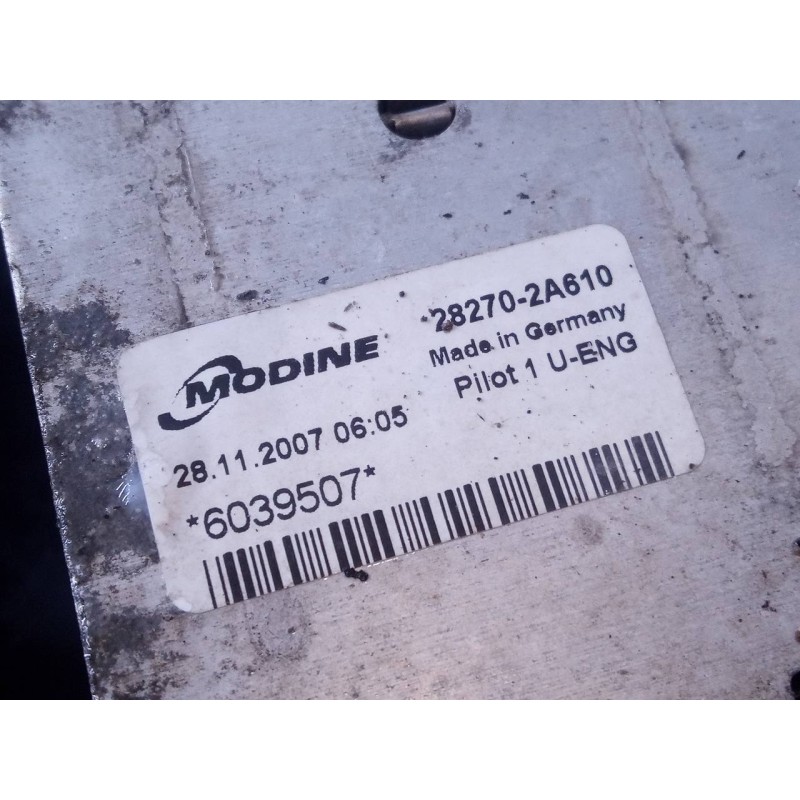 MODINE
28270-2A610
Made in Germany
Pilot 1 U-ENG
28.11.2007 06:05
*6039507*